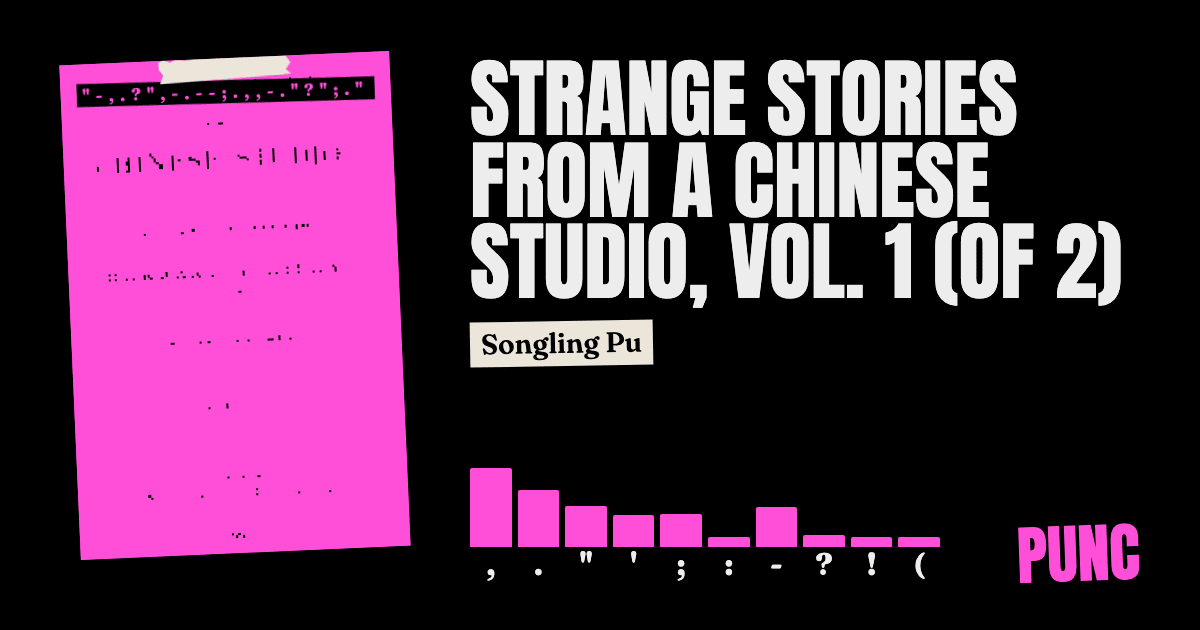 "-,.?",-.--;.,,-."?";."
STRANGE STORIES
FROM A CHINESE
STUDIO, VOL. 1 (OF 2)
Songling Pu
, . " ' ; : - ? ! (
PUNC